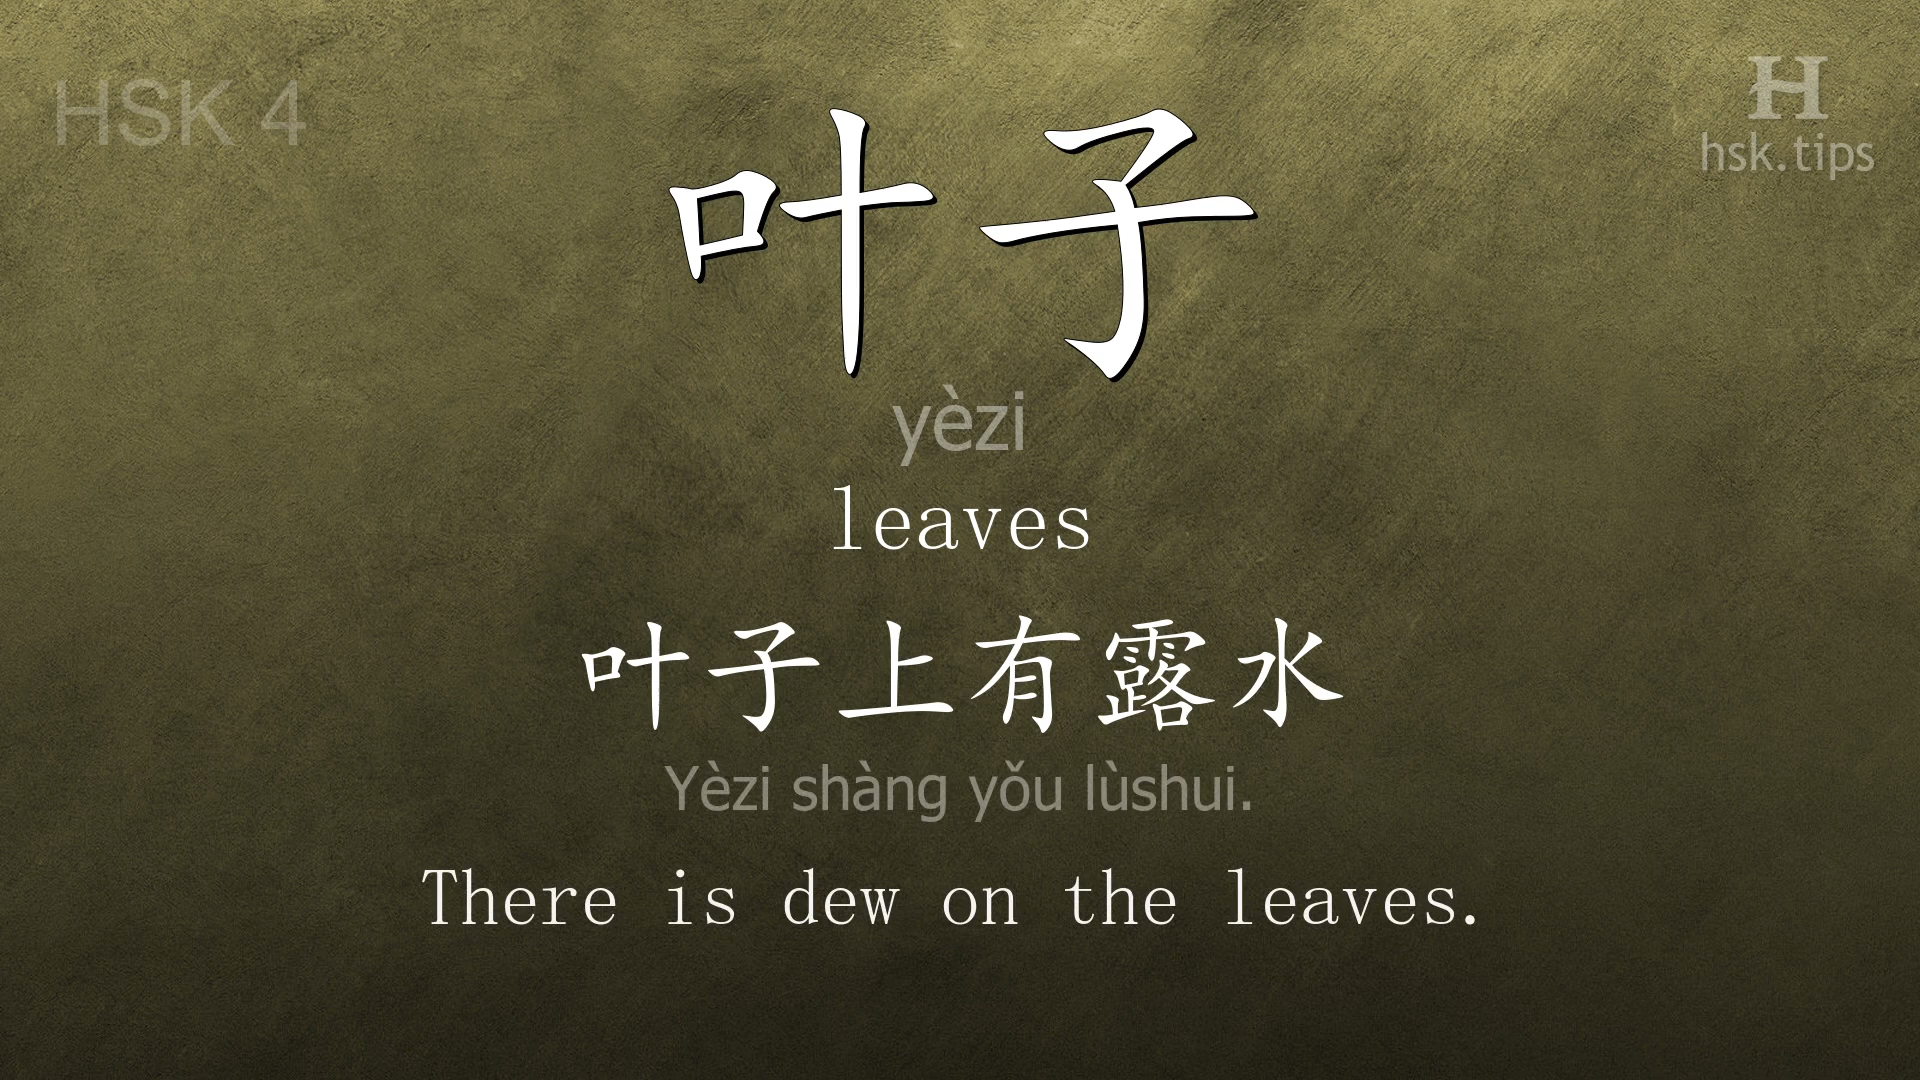 HSK 4
H
hsk.tips
叶子
yèzi
leaves
叶子上有露水
Yèzi shàng yǒu lùshui.
There is dew on the leaves.